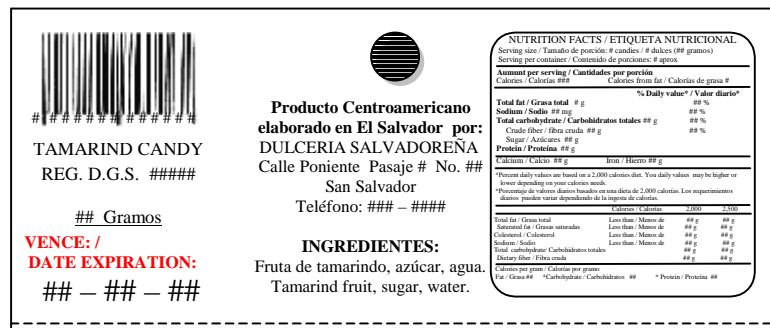 # # # # # # # # # # # #
TAMARIND CANDY
REG. D.G.S. #####
## Gramos
VENCE: /
DATE EXPIRATION:
## – ## – ##
Producto Centroamericano
elaborado en El Salvador por:
DULCERIA SALVADOREÑA
Calle Poniente Pasaje # No. ##
San Salvador
Teléfono: ### – ####
INGREDIENTES:
Fruta de tamarindo, azúcar, agua.
Tamarind fruit, sugar, water.
NUTRITION FACTS / ETIQUETA NUTRICIONAL
Serving size / Tamaño de porción: # candies / # dulces (## gramos)
Serving per container / Contenido de porciones: # aprox
Aumunt per serving / Cantidades por porción
Calories / Calorías ### Calories from fat / Calorías de grasa #
% Daily value* / Valor diario*
Total fat / Grasa total # g ## %
Sodium / Sodio ## mg ## %
Total carbohydrate / Carbohidratos totales ## g ## %
Crude fiber / fibra cruda ## g ## %
Sugar / Azúcares ## g
Protein / Proteína ## g
Calcium / Calcio ## g Iron / Hierro ## g
*Percent daily values are based on a 2,000 calories diet. You daily values may be higher or
lower depending on your calories needs.
*Porcentaje de valores diarios basados en una dieta de 2,000 calorías. Los requerimientos
diarios pueden variar dependiendo de la ingesta de calorías.
Calories / Calorías 2,000 2,500
Total fat / Grasa total Less than / Menos de ## g ## g
Saturated fat / Grasas saturadas Less than / Menos de ## g ## g
Colesterol / Colesterol Less than / Menos de ## g ## g
Sodium / Sodio Less than / Menos de ## g ## g
Total carbohydrate/ Carbohidratos totales ## g ## g
Dietary fiber / Fibra cruda ## g ## g
Calories per gram / Calorías por gramo
Fat / Grasa ## *Carbohydrate / Carbohidratos ## * Protein / Proteína ##